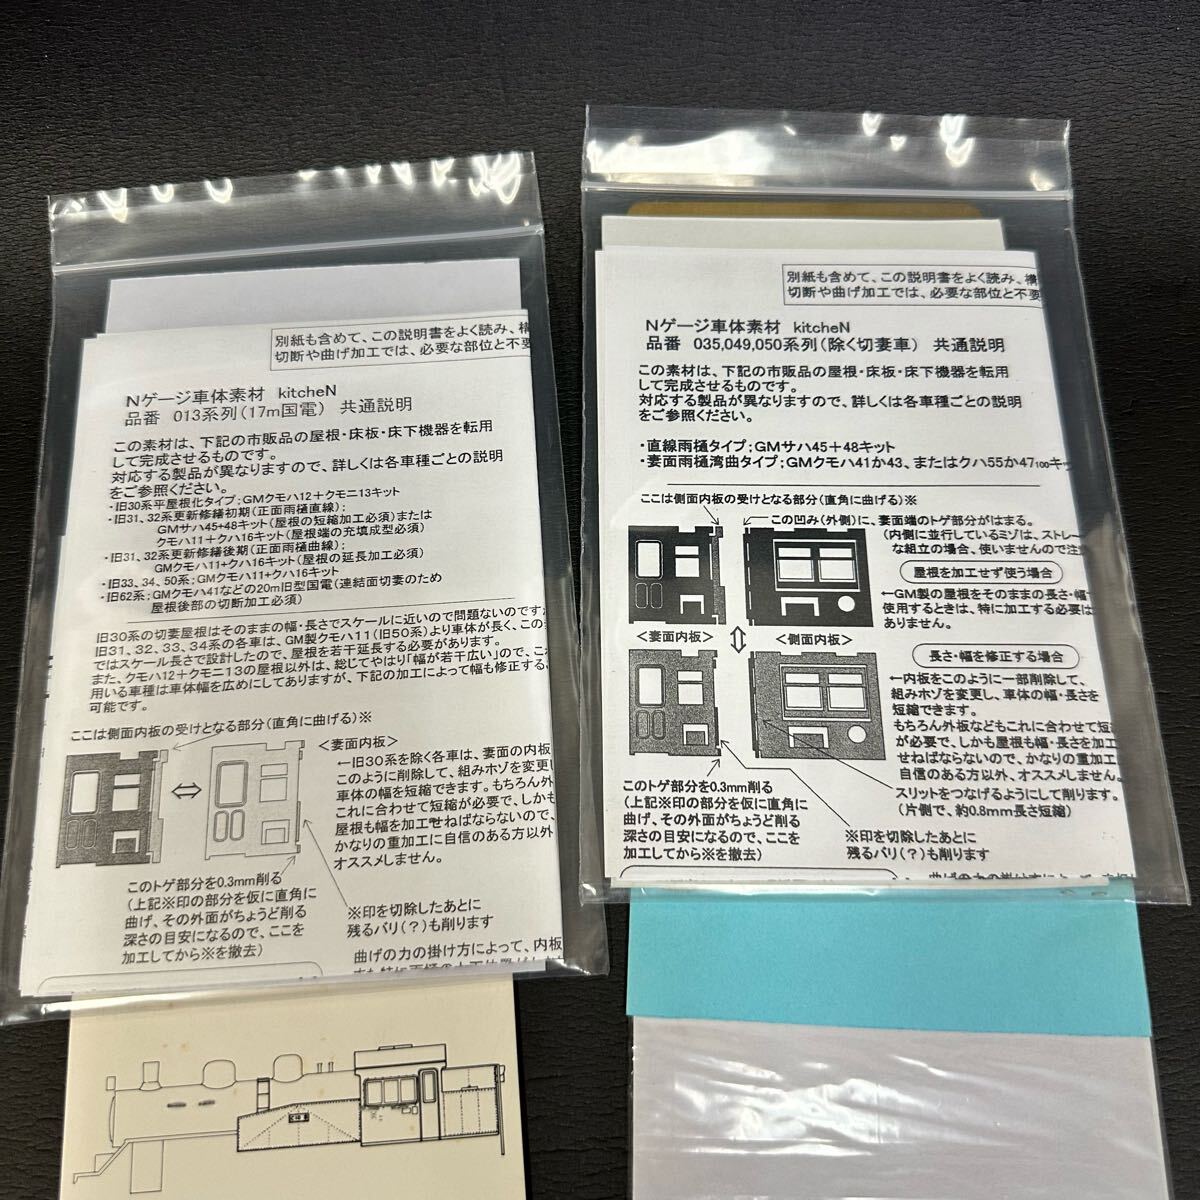 別紙も含めて、この説明書をよく読み、構
切断や曲げ加工では、必要な部位と不要
Nゲージ車体素材 kitcheN
品番 013系列(17m国電) 共通説明
この素材は、下記の市販品の屋根・床板・床下機器を転用
して完成させるものです。
対応する製品が異なりますので、詳しくは各車種ごとの説明
をご参照ください。
・旧30系平屋根化タイプ;GMクモハ12+クモニ13キット
・旧31、32系更新修繕初期(正面雨樋直線);
GMサハ45+48キット(屋根の短縮加工必須)または
クモハ11+クハ16キット(屋根端の充填成型必須)
・旧31、32系更新修繕後期(正面雨樋曲線);
GMクモハ11+クハ16キット(屋根の延長加工必須)
・旧33、34、50系;GMクモハ11+クハ16キット
・旧62系;GMクモハ41などの20m旧型国電(連結面切妻のため
屋根後部の切断加工必須)
旧30系の切妻屋根はそのままの幅・長さでスケールに近いので問題ないのですが
旧31、32、33、34系の各車は、GM製クモハ11(旧50系)より車体が長く、この
ではスケール長さで設計したので、屋根を若干延長する必要があります。
また、クモハ12+クモニ13の屋根以外は、総じてやはり「幅が若干広い」ので、これ
用いる車種は車体幅を広めにしてありますが、下記の加工によって幅も修正する
可能です。
ここは側面内板の受けとなる部分(直角に曲げる)※
<妻面内板>
←旧30系を除く各車は、妻面の内板
このように削除して、組みホゾを変更し
車体の幅を短縮できます。もちろん外
これに合わせて短縮が必要で、しかも
屋根も幅を加工せねばならないので、
かなりの重加工に自信のある方以外
オススメしません。
このトゲ部分を0.3mm削る
(上記※印の部分を仮に直角に
曲げ、その外面がちょうど削る
深さの目安になるので、ここを
加工してから※を撤去)
※印を切除したあとに
残るバリ(?)も削ります
曲げの力の掛け方によって、内板
別紙も含めて、この説明書をよく読み、構
切断や曲げ加工では、必要な部位と不要
Nゲージ車体素材 kitcheN
品番 035,049,050系列(除く切妻車) 共通説明
この素材は、下記の市販品の屋根・床板・床下機器を転用
して完成させるものです。
対応する製品が異なりますので、詳しくは各車種ごとの説明
をご参照ください。
・直線雨樋タイプ;GMサハ45+48キット
・妻面雨樋湾曲タイプ;GMクモハ41か43、またはクハ55か47100キッ
ここは側面内板の受けとなる部分(直角に曲げる)※
←この凹み(外側)に、妻面端のトゲ部分がはまる。
(内側に並行しているミゾは、ストレー
な組立の場合、使いませんので注
屋根を加工せず使う場合
←GM製の屋根をそのままの長さ・幅
使用するときは、特に加工する必要は
ありません。
<妻面内板>
<側面内板>
長さ・幅を修正する場合
←内板をこのように一部削除して、
組みホゾを変更し、車体の幅・長さを
短縮できます。
もちろん外板などもこれに合わせて短
が必要で、しかも屋根も幅・長さを加工
せねばならないので、かなりの重加工
自信のある方以外、オススメしません。
スリットをつなげるようにして削ります。
(片側で、約0.8mm長さ短縮)
このトゲ部分を0.3mm削る
(上記※印の部分を仮に直角に
曲げ、その外面がちょうど削る
深さの目安になるので、ここを
加工してから※を撤去)
※印を切除したあとに
残るバリ(?)も削ります